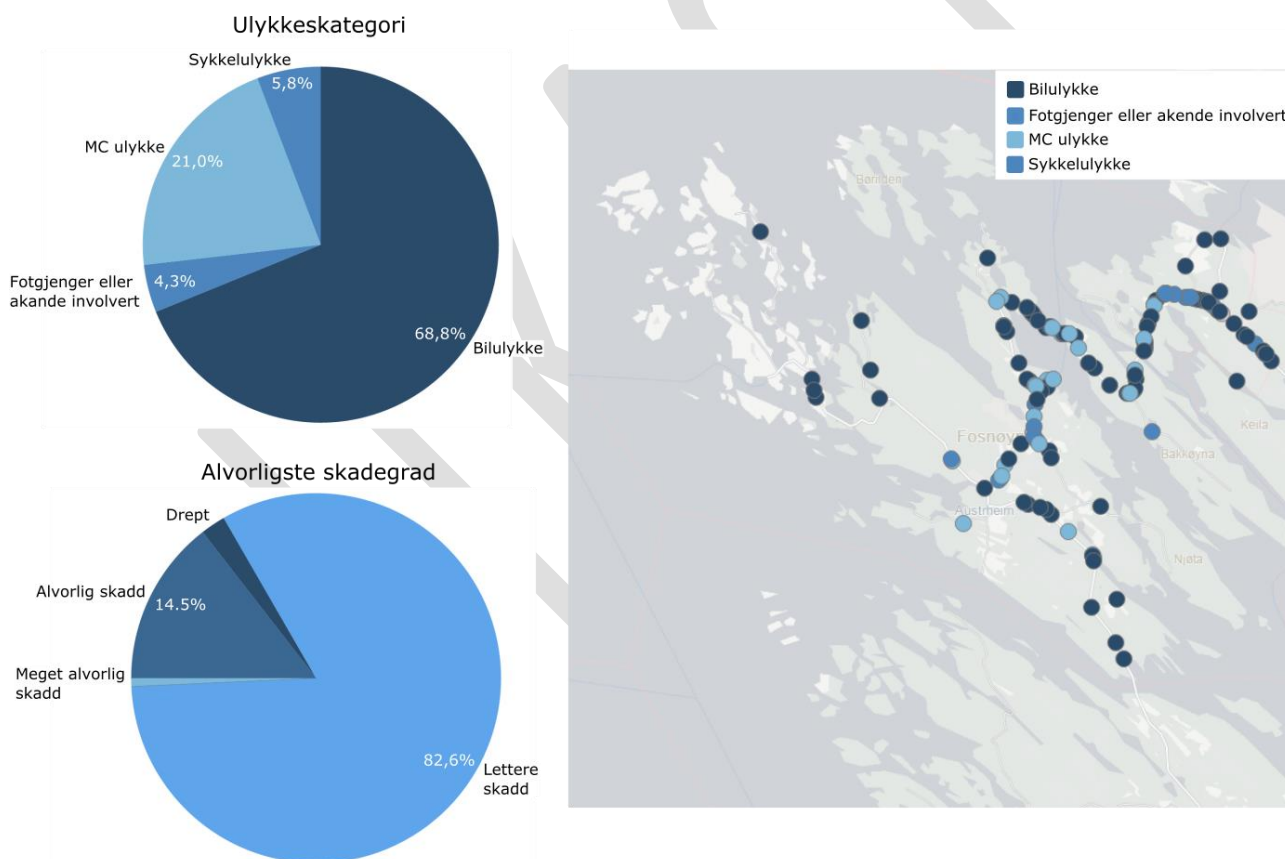 Ulykkeskategori
Sykkelulykke
5,8%
MC ulykke
21,0%
Fotgjenger eller
akande involvert
4,3%
68,8%
Bilulykke
Alvorligste skadegrad
Drept
Alvorlig skadd
14.5%
Meget alvorlig
skadd
82,6%
Lettere
skadd
Bilulykke
Fotgjenger eller akende involvert
MC ulykke
Sykkelulykke
Fosnøy
Keila
Bakkøyna
Austrheim
Njøta